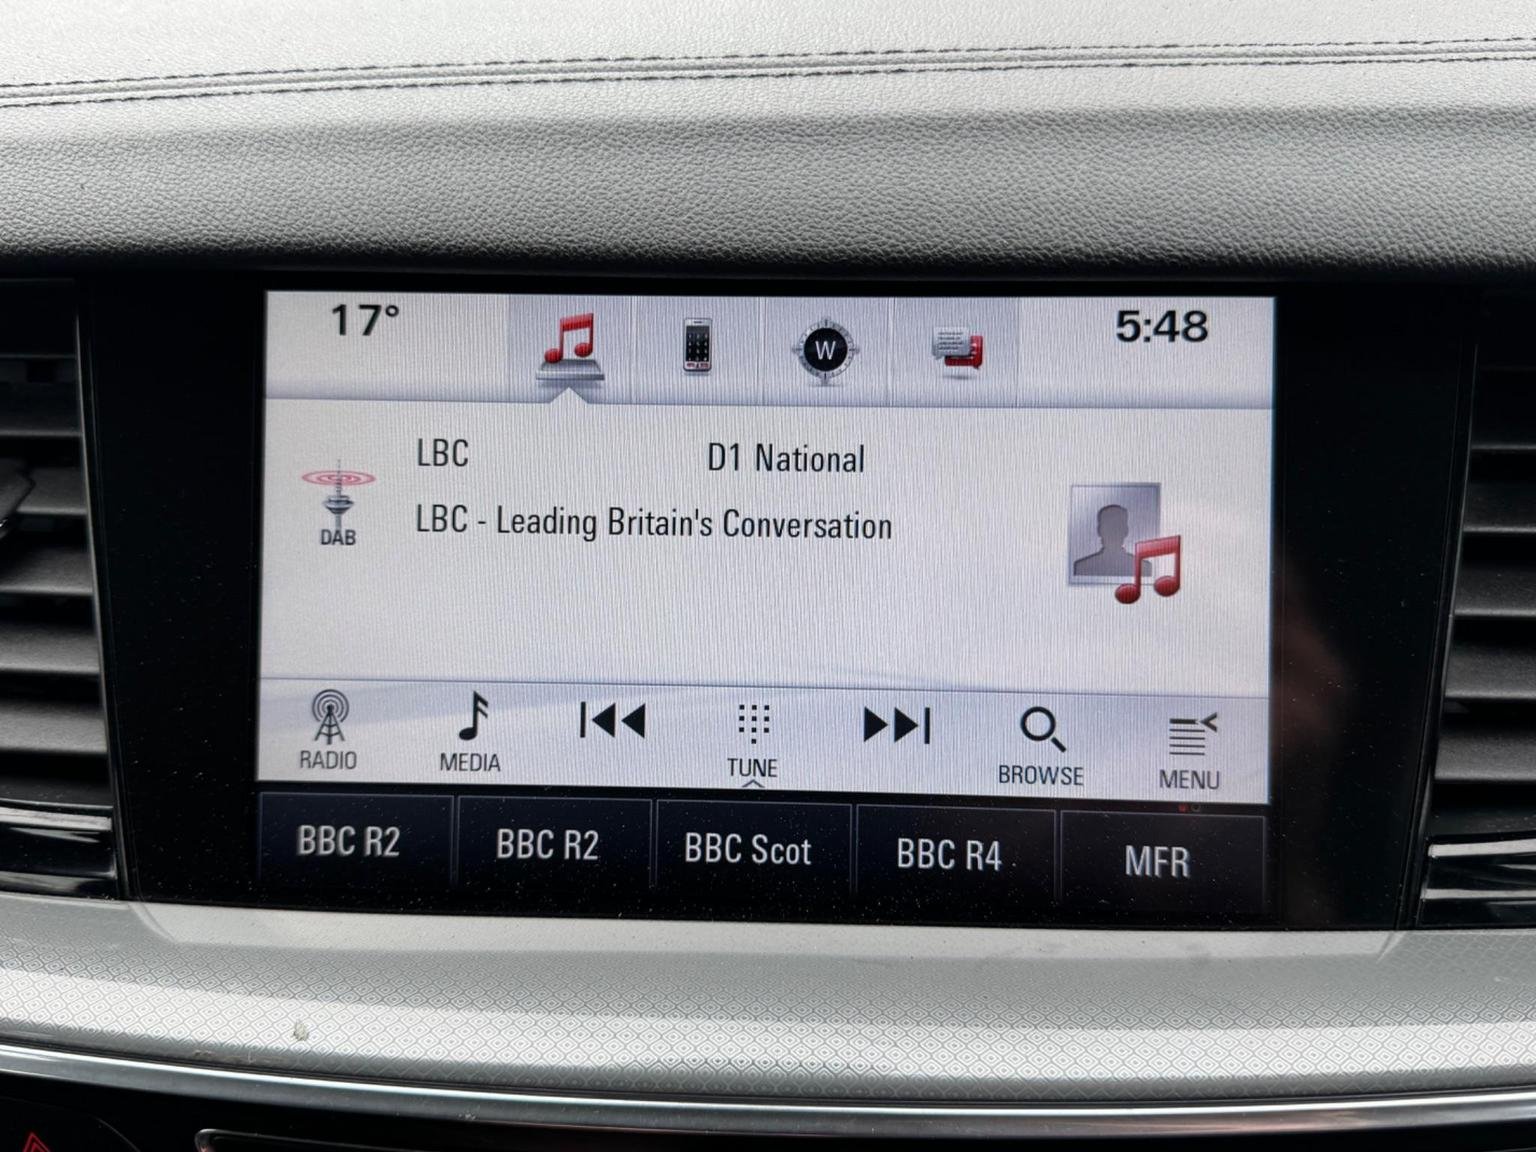 17°
W
5:48
LBC
D1 National
DAB
LBC - Leading Britain's Conversation
RADIO
MEDIA
TUNE
BROWSE
MENU
BBC R2
BBC R2
BBC Scot
BBC R4
MFR